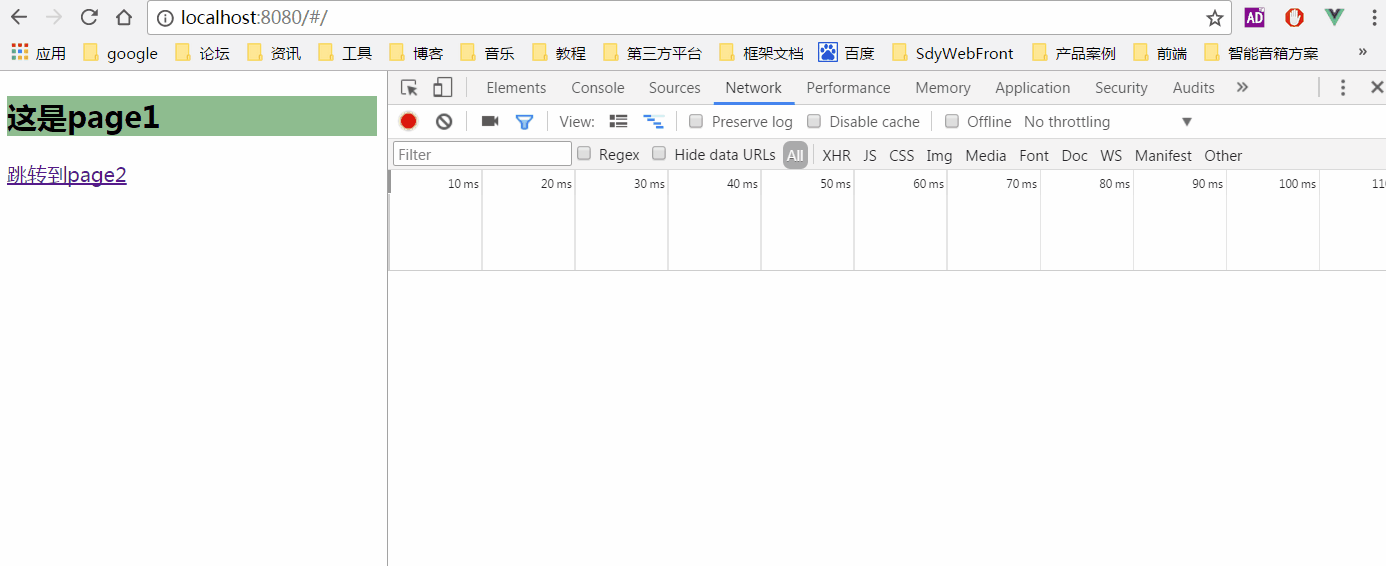 localhost:8080/#/ AD
应用 google 论坛 资讯 工具 博客 音乐 教程 第三方平台 框架文档 百度 SdyWebFront 产品案例 前端 智能音箱方案 »
Elements Console Sources Network Performance Memory Application Security Audits »
这是page1
View: Preserve log Disable cache Offline No throttling
Filter Regex Hide data URLs All XHR JS CSS Img Media Font Doc WS Manifest Other
跳转到page2
10 ms 20 ms 30 ms 40 ms 50 ms 60 ms 70 ms 80 ms 90 ms 100 ms 11